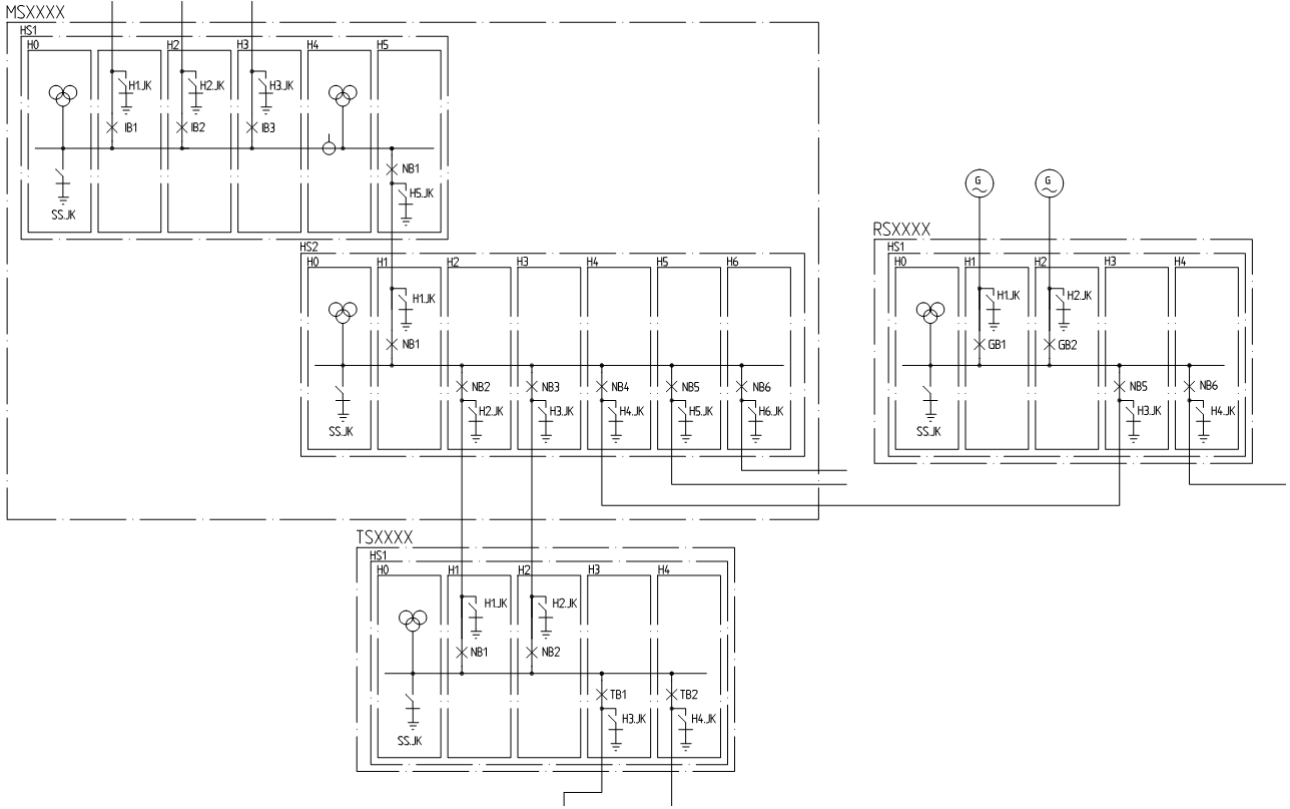 MSXXXX
HS1
H0 H2 H3 H4 H5
H1.JK H2.JK H3.JK
IB1 IB2 IB3
NB1
H5.JK
SS.JK
HS2
H0 H1 H2 H3 H4 H5 H6
H1.JK
NB1
NB2 NB3 NB4 NB5 NB6
H2.JK H3.JK H4.JK H5.JK H6.JK
SS.JK
G G
RSXXXX
HS1
H0 H1 H2 H3 H4
H1.JK H2.JK
GB1 GB2
NB5 NB6
H3.JK H4.JK
SS.JK
TSXXXX
HS1
H0 H1 H2 H3 H4
H1.JK H2.JK
NB1 NB2
TB1 TB2
H3.JK H4.JK
SS.JK